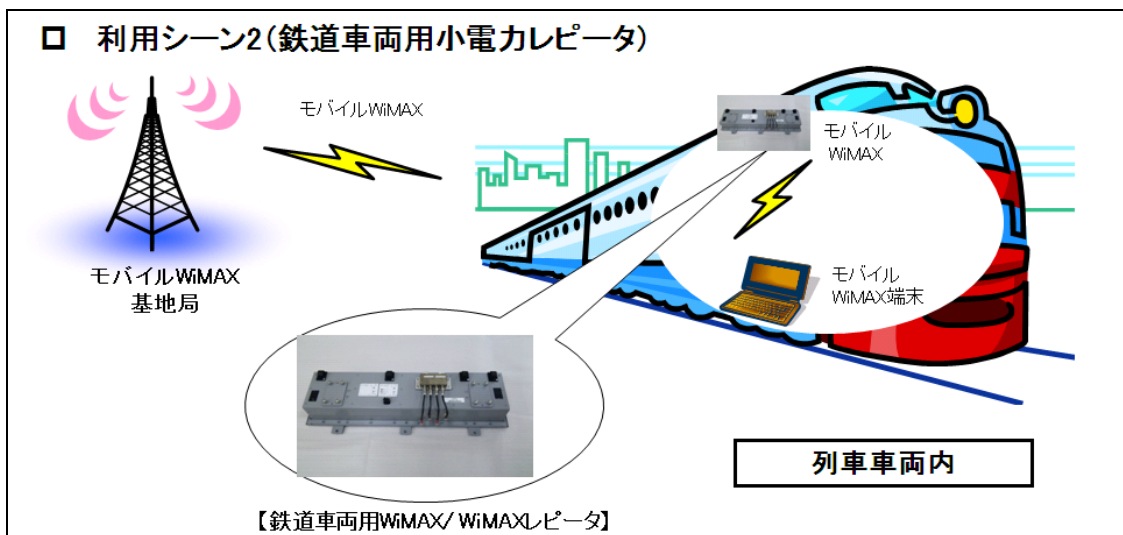 □ 利用シーン2(鉄道車両用小電力レピータ)
モバイルWiMAX
モバイル
WiMAX
モバイルWiMAX
基地局
モバイル
WiMAX端末
列車車両内
【鉄道車両用WiMAX/ WiMAXレピータ】